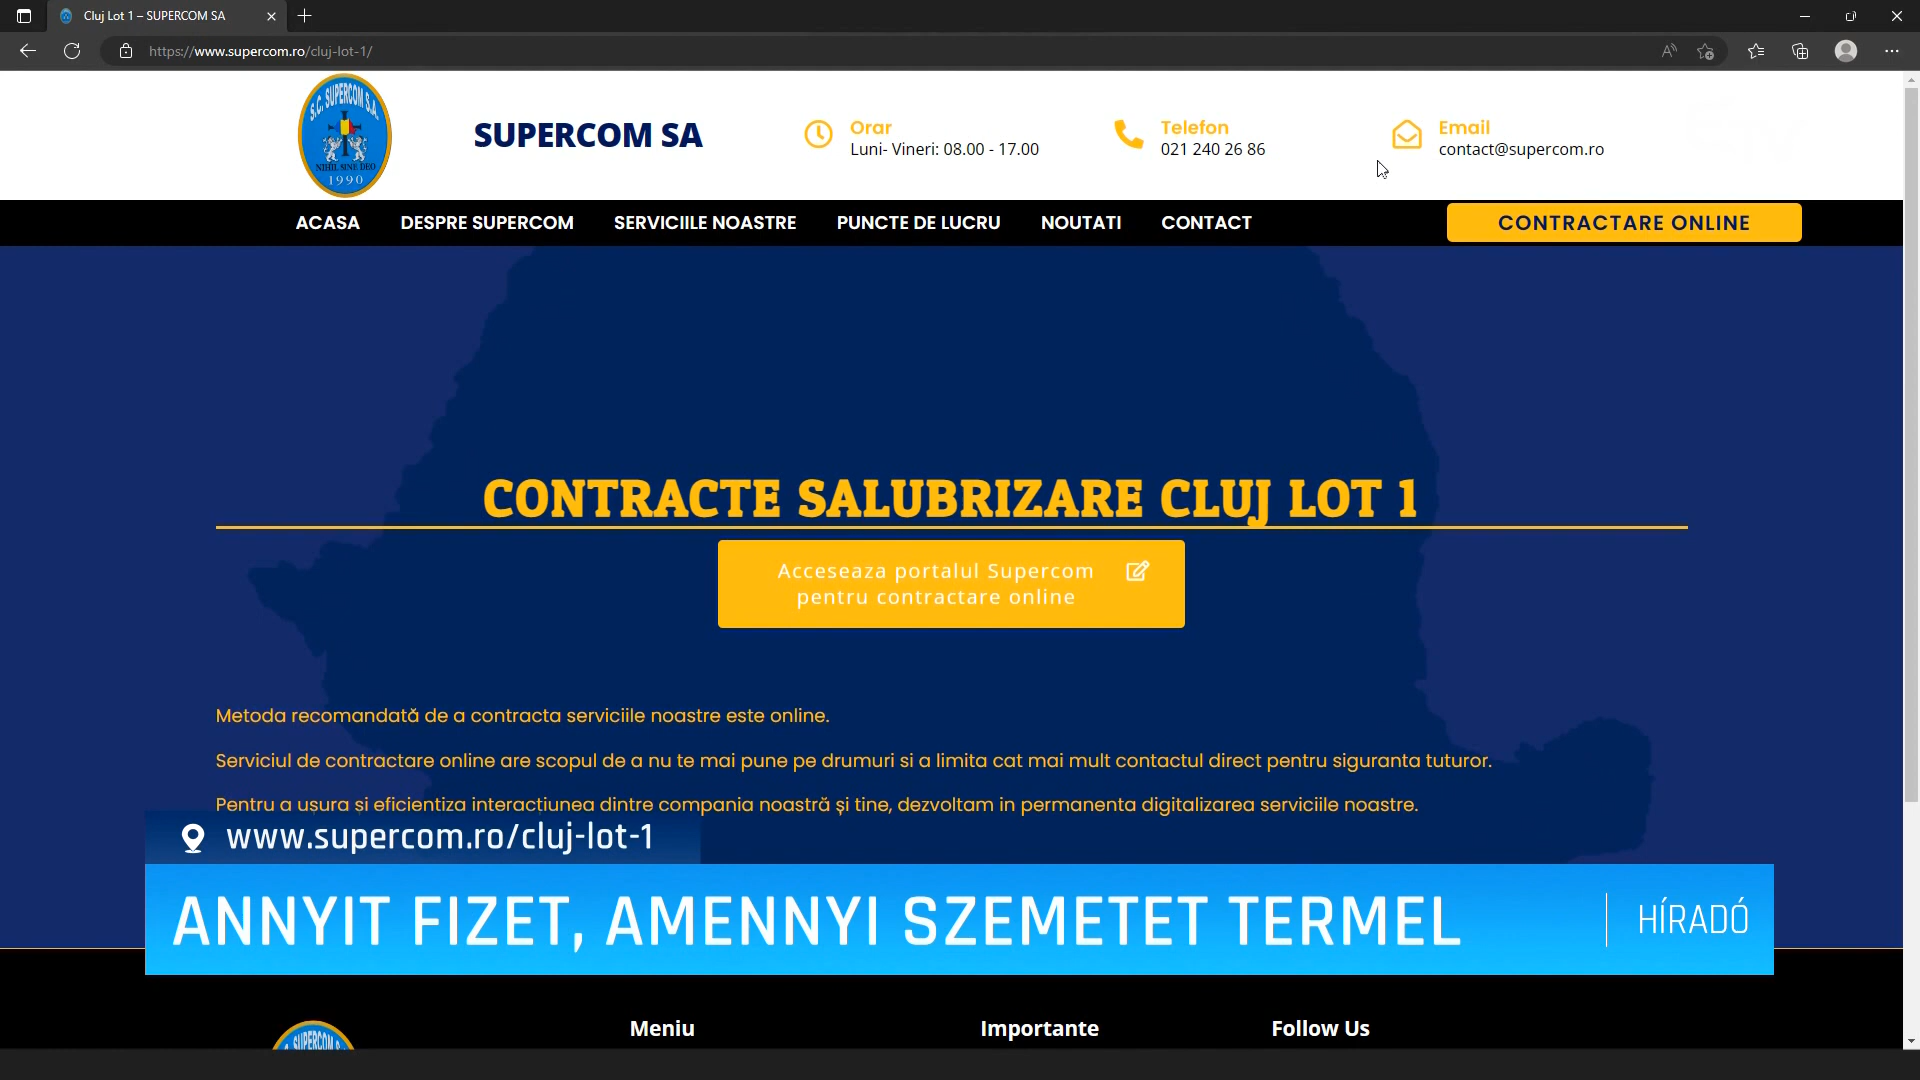 Cluj Lot 1 – SUPERCOM SA
https://www.supercom.ro/cluj-lot-1/
S.C. SUPERCOM S.A.
NIHIL SINE DEO
1990
SUPERCOM SA
Orar
Luni- Vineri: 08.00 - 17.00
Telefon
021 240 26 86
Email
contact@supercom.ro
ACASA
DESPRE SUPERCOM
SERVICIILE NOASTRE
PUNCTE DE LUCRU
NOUTATI
CONTACT
CONTRACTARE ONLINE
CONTRACTE SALUBRIZARE CLUJ LOT 1
Acceseaza portalul Supercom
pentru contractare online
Metoda recomandată de a contracta serviciile noastre este online.
Serviciul de contractare online are scopul de a nu te mai pune pe drumuri si a limita cat mai mult contactul direct pentru siguranta tuturor.
Pentru a ușura și eficientiza interactiunea dintre compania noastră și tine, dezvoltam in permanenta digitalizarea serviciile noastre.
www.supercom.ro/cluj-lot-1
ANNYIT FIZET, AMENNYI SZEMETET TERMEL
HÍRADÓ
Meniu
Importante
Follow Us